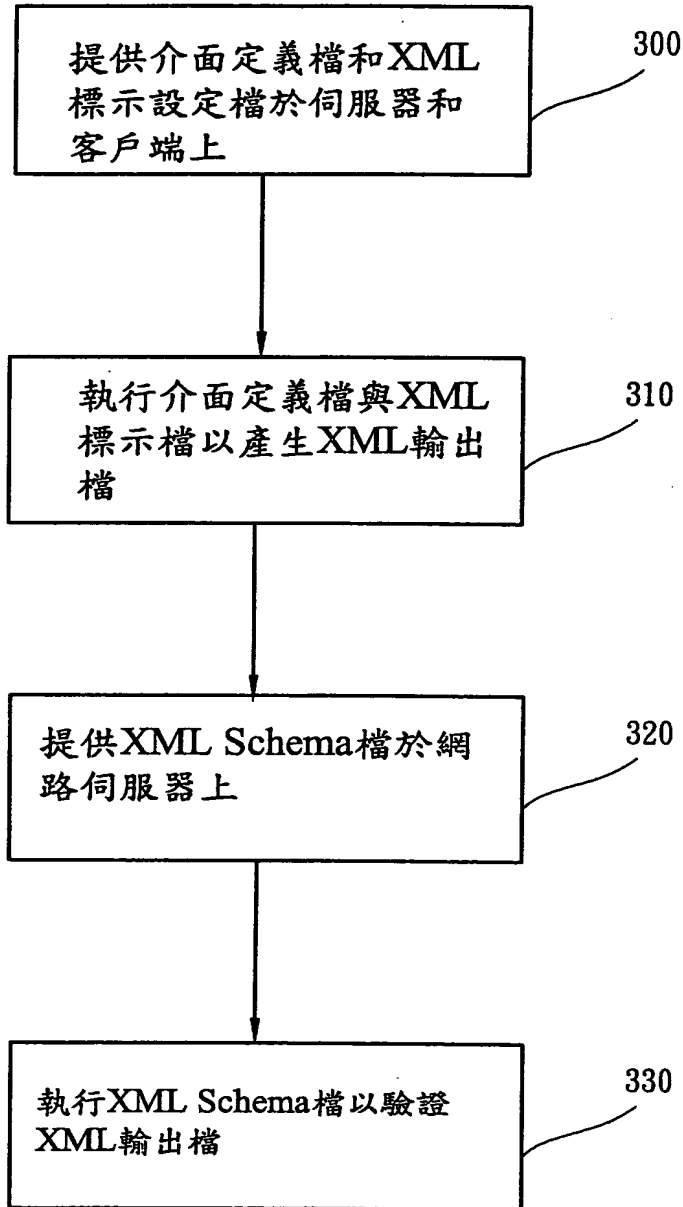 提供介面定義檔和XML
標示設定檔於伺服器和
客戶端上
300
執行介面定義檔與XML
標示檔以產生XML輸出
檔
310
提供XML Schema檔於網
路伺服器上
320
執行XML Schema檔以驗證
XML輸出檔
330